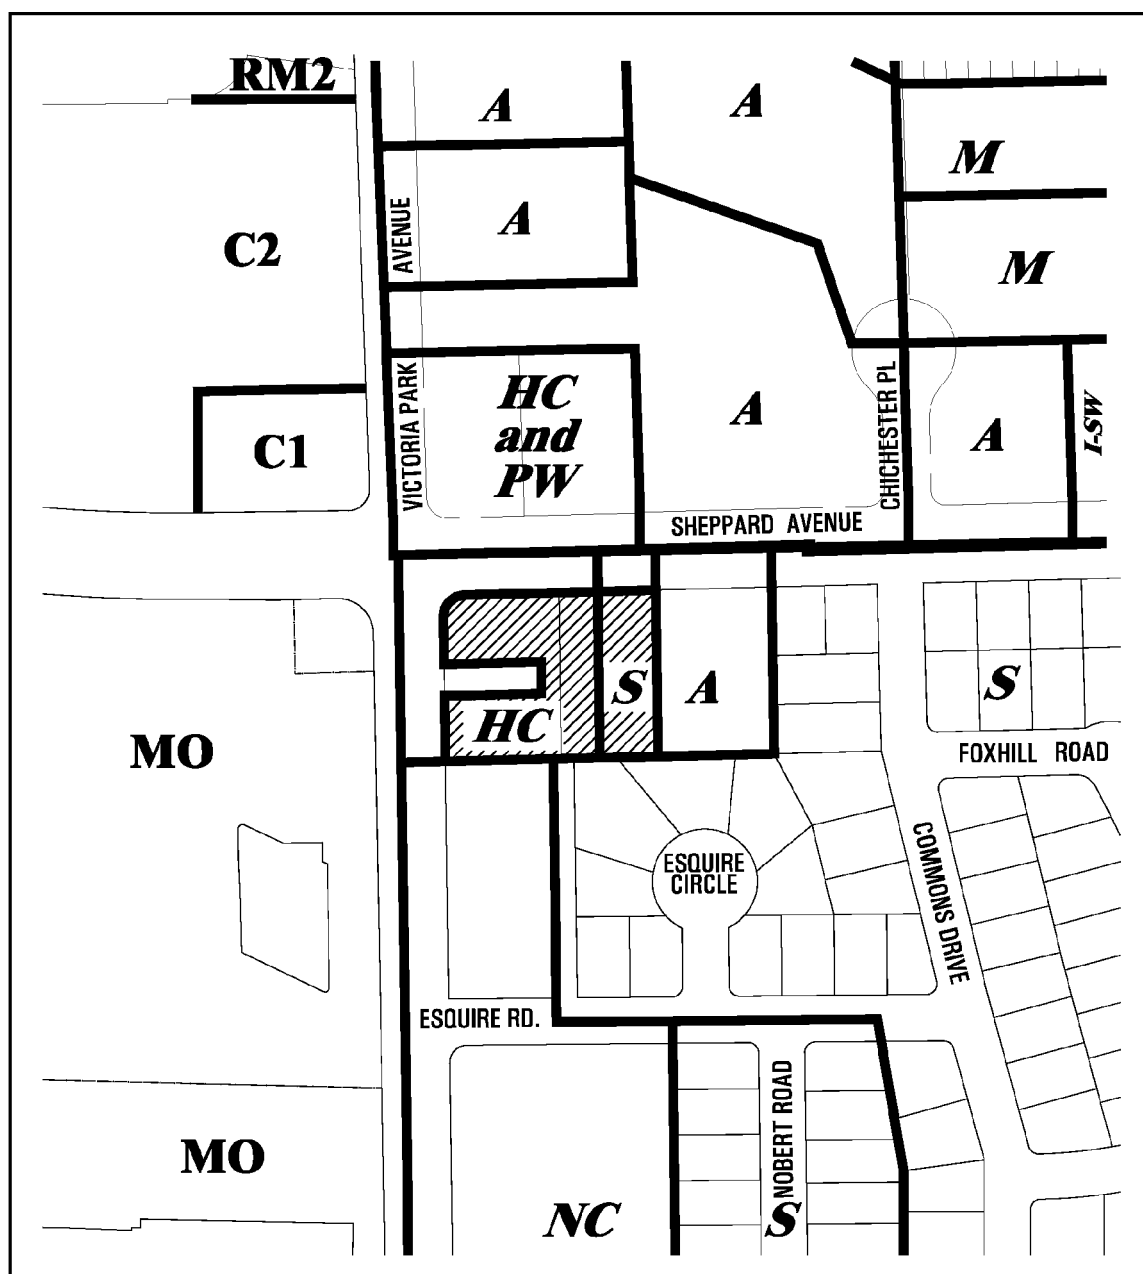 RM2
A
A
M
AVENUE
A
C2
M
VICTORIA PARK
HC
and
PW
A
CHICHESTER PL
A
I-SW
C1
SHEPPARD AVENUE
S
A
S
HC
MO
FOXHILL ROAD
ESQUIRE
CIRCLE
COMMONS DRIVE
ESQUIRE RD.
NOBERT ROAD
MO
NC
S